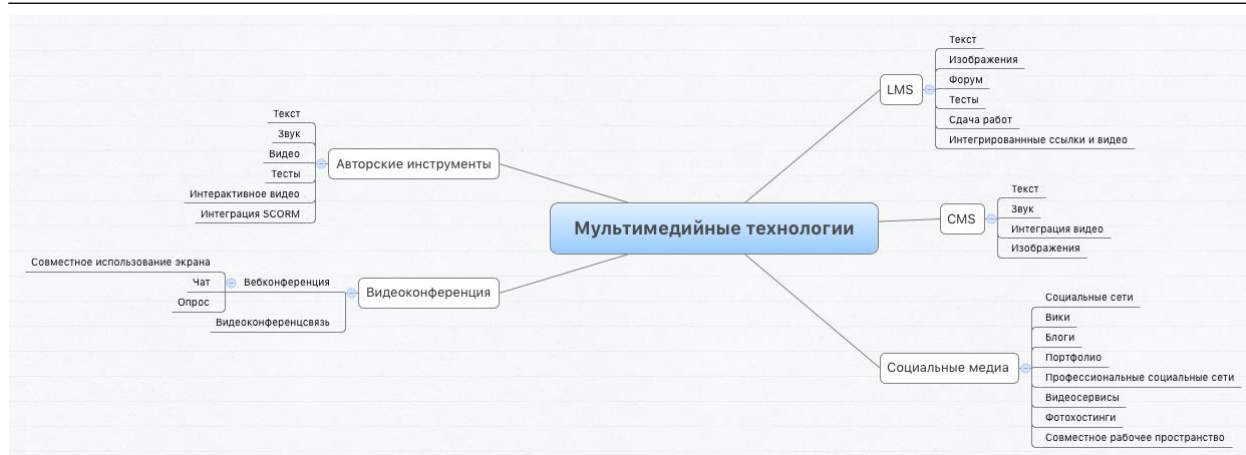 Мультимедийные технологии
LMS
Текст
Изображения
Форум
Тесты
Сдача работ
Интегрированнные ссылки и видео
CMS
Текст
Звук
Интеграция видео
Изображения
Социальные медиа
Социальные сети
Вики
Блоги
Портфолио
Профессиональные социальные сети
Видеосервисы
Фотохостинги
Совместное рабочее пространство
Авторские инструменты
Текст
Звук
Видео
Тесты
Интерактивное видео
Интеграция SCORM
Видеоконференция
Вебконференция
Совместное использование экрана
Чат
Опрос
Видеоконференцсвязь